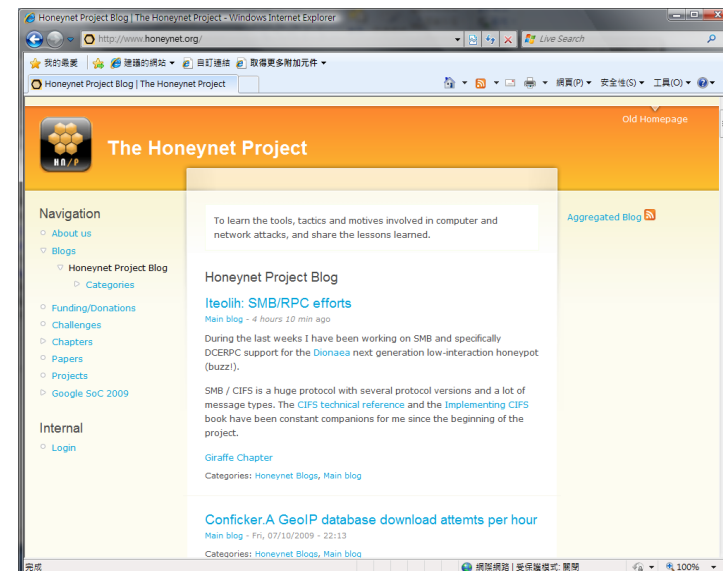 Honeynet Project Blog | The Honeynet Project - Windows Internet Explorer
http://www.honeynet.org/
Live Search
我的最愛
建議的網站
自訂連結
取得更多附加元件
Honeynet Project Blog | The Honeynet Project
網頁(P)
安全性(S)
工具(O)
Old Homepage
HN/P
The Honeynet Project
Navigation
About us
Blogs
Honeynet Project Blog
Categories
Funding/Donations
Challenges
Chapters
Papers
Projects
Google SoC 2009
Internal
Login
To learn the tools, tactics and motives involved in computer and
network attacks, and share the lessons learned.
Honeynet Project Blog
Iteolih: SMB/RPC efforts
Main blog - 4 hours 10 min ago
During the last weeks I have been working on SMB and specifically
DCERPC support for the Dionaea next generation low-interaction honeypot
(buzz!).
SMB / CIFS is a huge protocol with several protocol versions and a lot of
message types. The CIFS technical reference and the Implementing CIFS
book have been constant companions for me since the beginning of the
project.
Giraffe Chapter
Categories: Honeynet Blogs, Main blog
Conficker.A GeoIP database download attemts per hour
Main blog - Fri, 07/10/2009 - 22:13
Categories: Honeynet Blogs, Main blog
Aggregated Blog
完成
網際網路 | 受保護模式: 關閉
100%